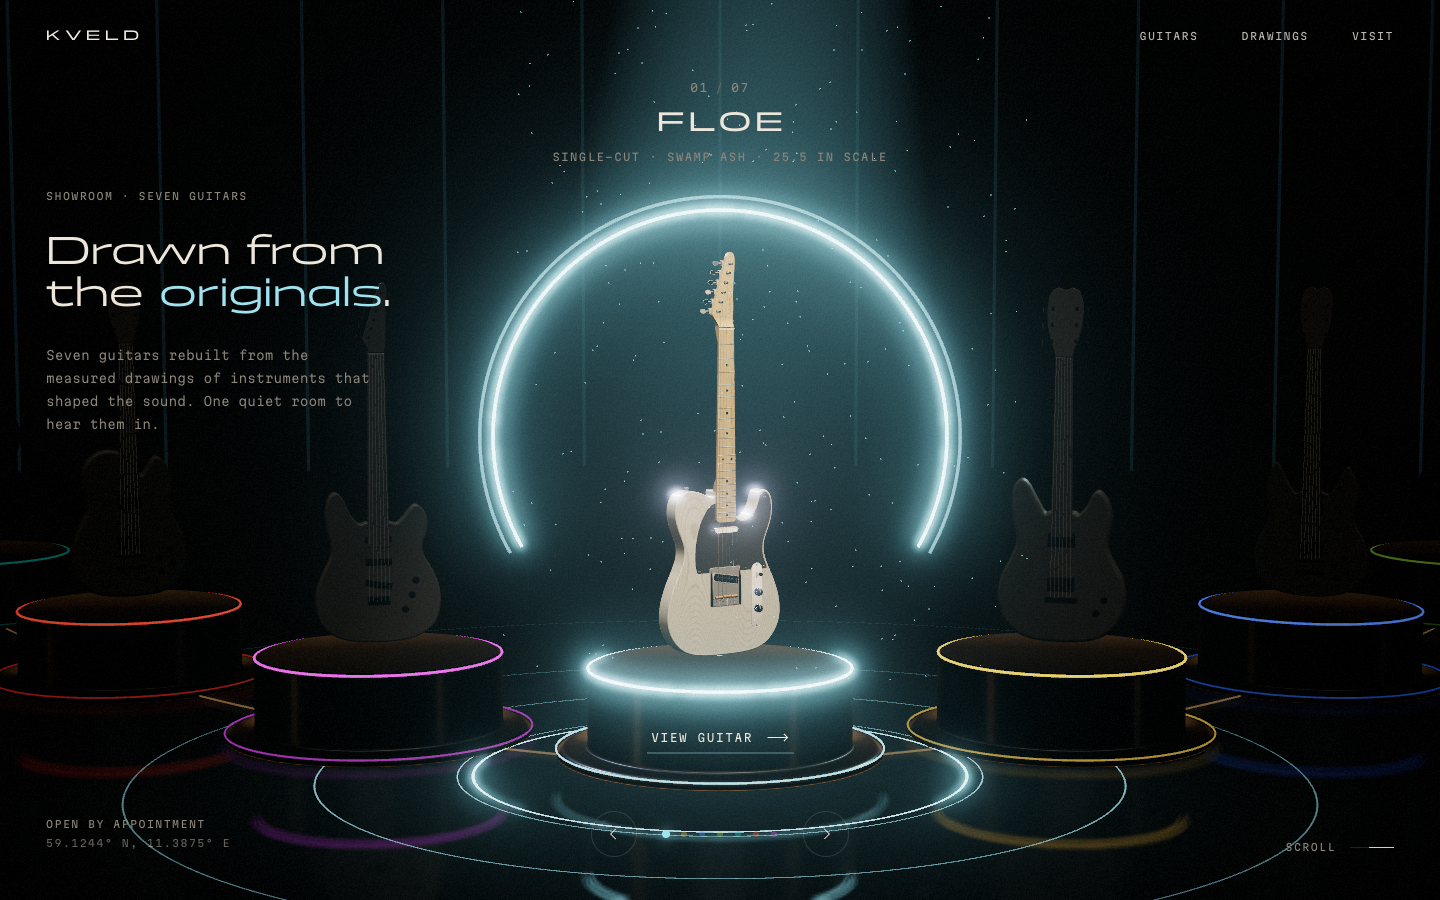 KVELD
GUITARS
DRAWINGS
VISIT
01 / 07
FLOE
SINGLE-CUT · SWAMP ASH · 25.5 IN SCALE
SHOWROOM · SEVEN GUITARS
Drawn from
the originals.
Seven guitars rebuilt from the
measured drawings of instruments that
shaped the sound. One quiet room to
hear them in.
VIEW GUITAR →
OPEN BY APPOINTMENT
59.1244° N, 11.3875° E
SCROLL